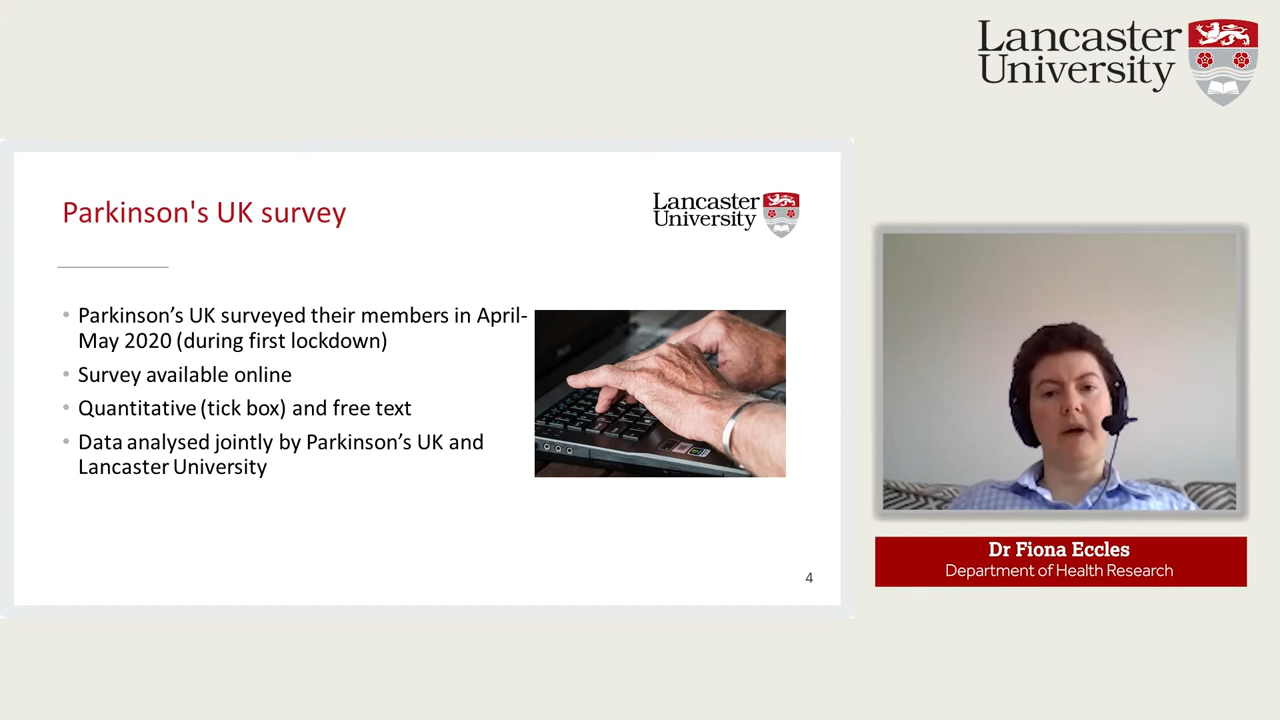 Lancaster
University
Parkinson's UK survey
Lancaster
University
• Parkinson’s UK surveyed their members in April-
May 2020 (during first lockdown)
• Survey available online
• Quantitative (tick box) and free text
• Data analysed jointly by Parkinson’s UK and
Lancaster University
4
Dr Fiona Eccles
Department of Health Research